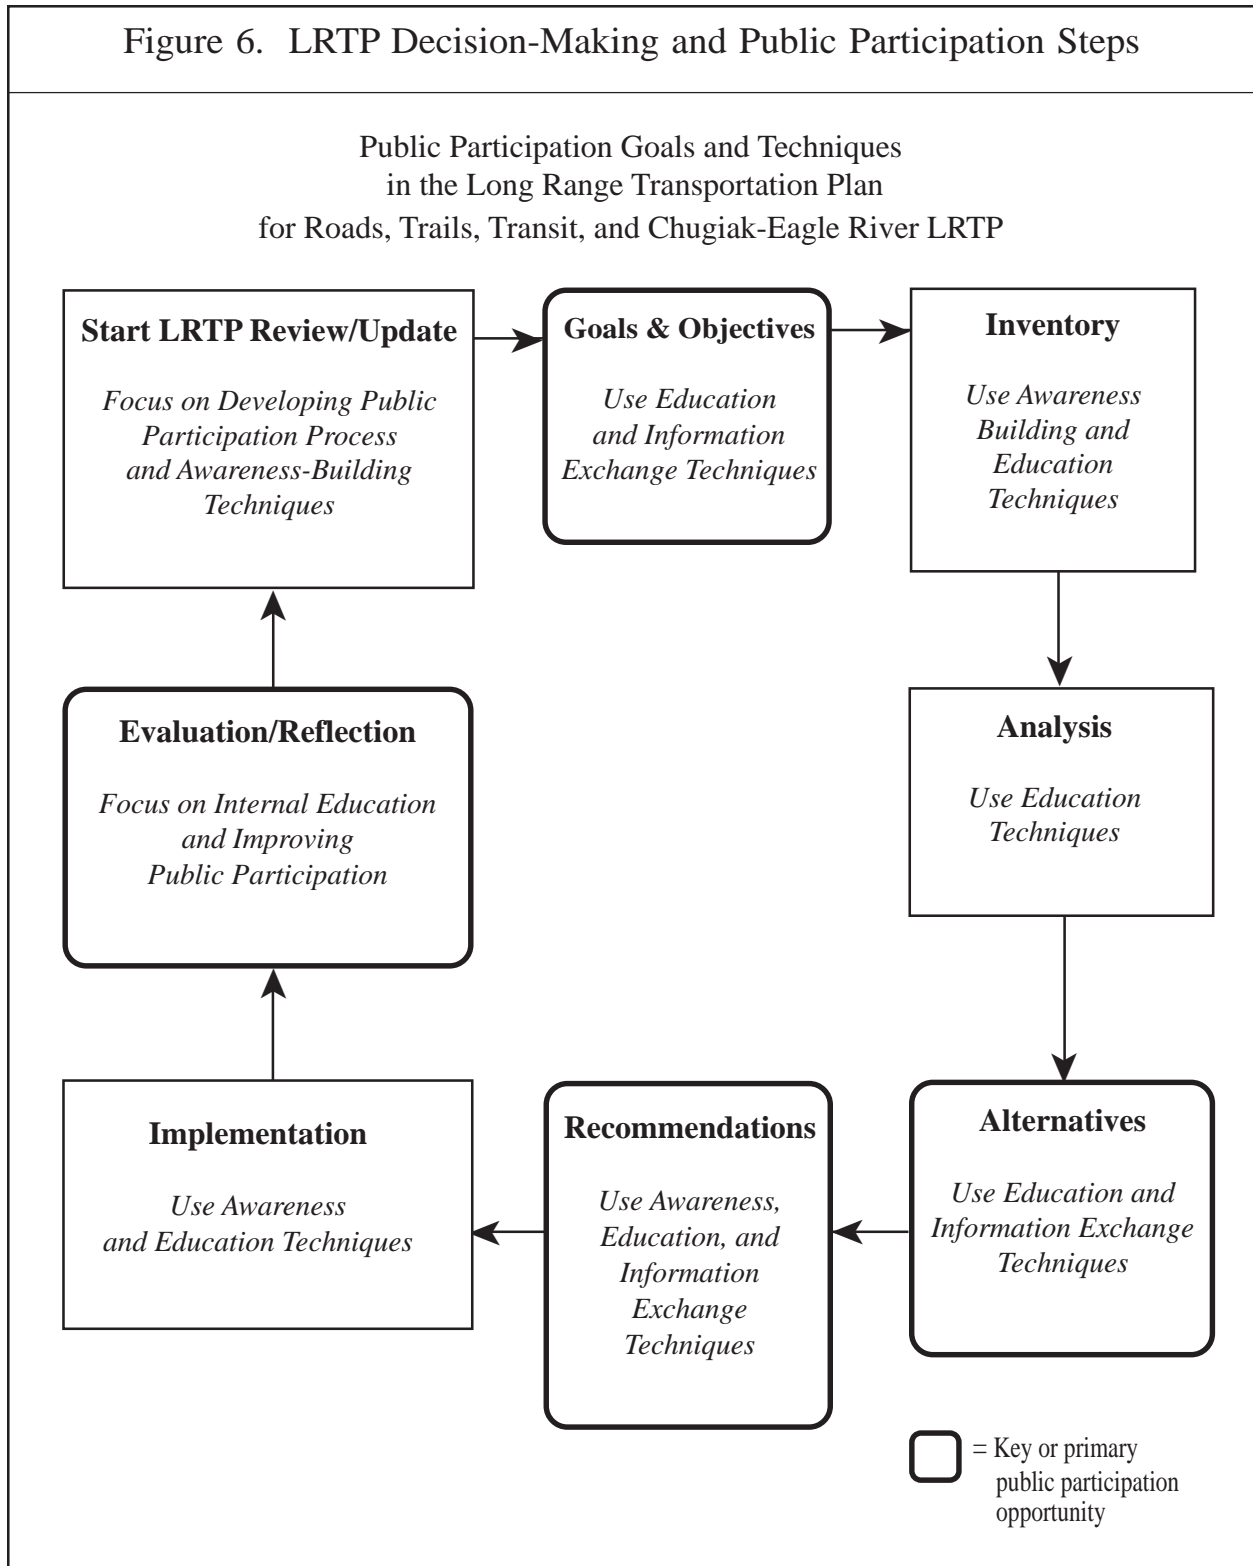 Figure 6. LRTP Decision-Making and Public Participation Steps
Public Participation Goals and Techniques
in the Long Range Transportation Plan
for Roads, Trails, Transit, and Chugiak-Eagle River LRTP
Start LRTP Review/Update
Focus on Developing Public
Participation Process
and Awareness-Building
Techniques
Goals & Objectives
Use Education
and Information
Exchange Techniques
Inventory
Use Awareness
Building and
Education
Techniques
Analysis
Use Education
Techniques
Alternatives
Use Education and
Information Exchange
Techniques
Recommendations
Use Awareness,
Education, and
Information
Exchange
Techniques
Implementation
Use Awareness
and Education Techniques
Evaluation/Reflection
Focus on Internal Education
and Improving
Public Participation
= Key or primary
public participation
opportunity